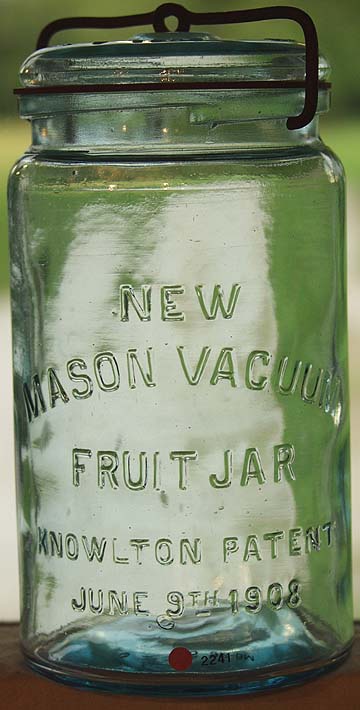 NEW
MASON VACUUM
FRUIT JAR
KNOWLTON PATENT
JUNE 9TH 1908
2241